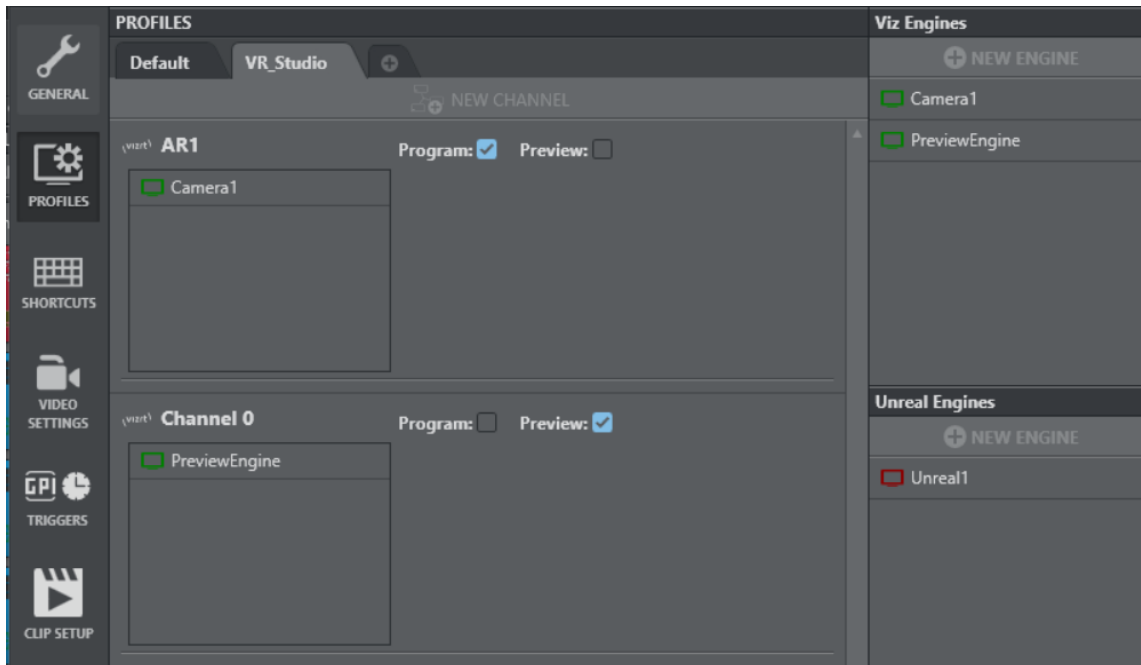 GENERAL
PROFILES
SHORTCUTS
VIDEO
SETTINGS
GPI
TRIGGERS
CLIP SETUP
PROFILES
Default
VR_Studio
NEW CHANNEL
vizrt AR1
Program:
Preview:
Camera1
vizrt Channel 0
Program:
Preview:
PreviewEngine
Viz Engines
NEW ENGINE
Camera1
PreviewEngine
Unreal Engines
NEW ENGINE
Unreal1